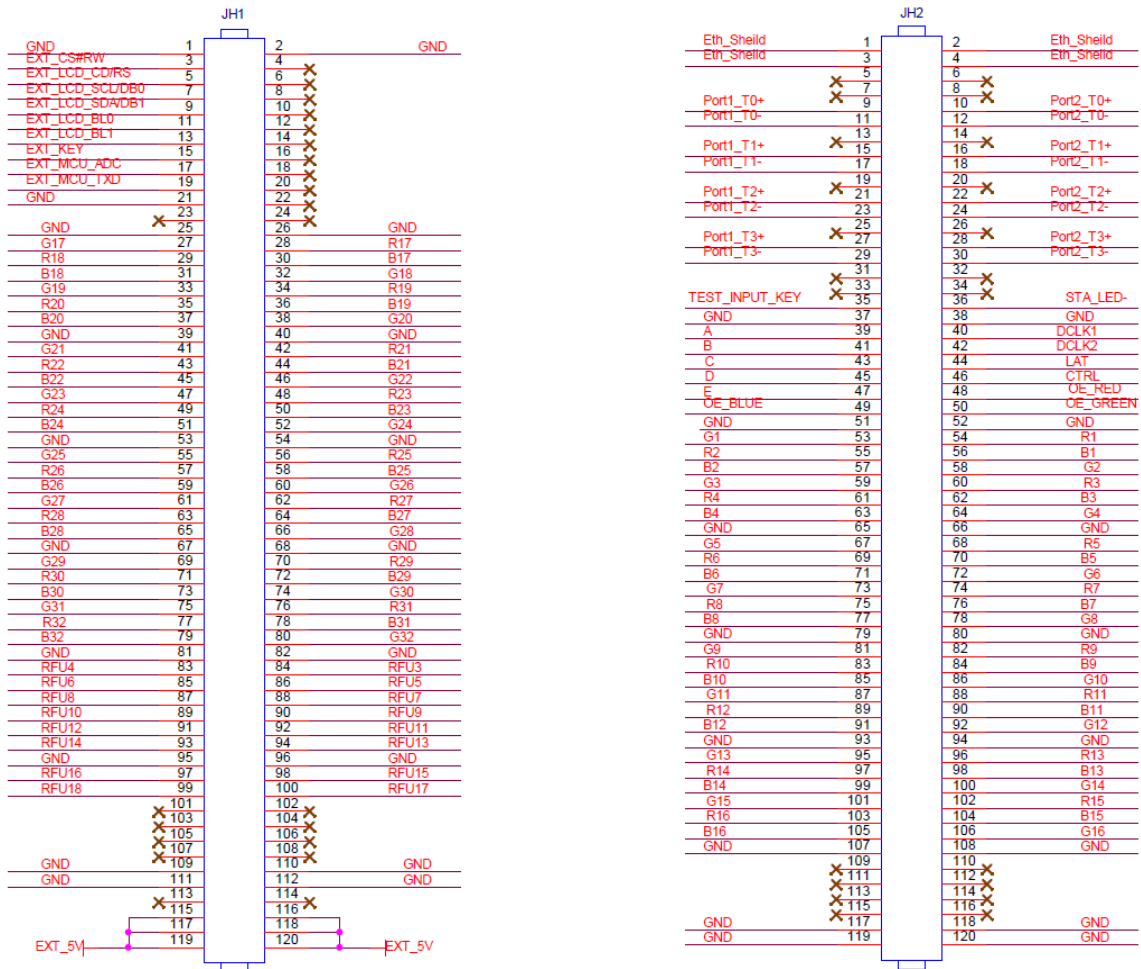 JH1
GND 1 2 GND
EXT_CS#RW 3 4
EXT_LCD_CD/RS 5 6
EXT_LCD_SCL/DB0 7 8
EXT_LCD_SDA/DB1 9 10
EXT_LCD_BL0 11 12
EXT_LCD_BL1 13 14
EXT_KEY 15 16
EXT_MCU_ADC 17 18
EXT_MCU_TXD 19 20
GND 21 22
23 24
GND 25 26 GND
G17 27 28 R17
R18 29 30 B17
B18 31 32 G18
G19 33 34 R19
R20 35 36 B19
B20 37 38 G20
GND 39 40 GND
G21 41 42 R21
R22 43 44 B21
B22 45 46 G22
G23 47 48 R23
R24 49 50 B23
B24 51 52 G24
GND 53 54 GND
G25 55 56 R25
R26 57 58 B25
B26 59 60 G26
G27 61 62 R27
R28 63 64 B27
B28 65 66 G28
GND 67 68 GND
G29 69 70 R29
R30 71 72 B29
B30 73 74 G30
G31 75 76 R31
R32 77 78 B31
B32 79 80 G32
GND 81 82 GND
RFU4 83 84 RFU3
RFU6 85 86 RFU5
RFU8 87 88 RFU7
RFU10 89 90 RFU9
RFU12 91 92 RFU11
RFU14 93 94 RFU13
GND 95 96 GND
RFU16 97 98 RFU15
RFU18 99 100 RFU17
101 102
103 104
105 106
107 108
GND 109 110 GND
GND 111 112 GND
113 114
115 116
117 118
EXT_5V 119 120 EXT_5V
JH2
Eth_Sheild 1 2 Eth_Sheild
Eth_Sheild 3 4 Eth_Sheild
5 6
7 8
Port1_T0+ 9 10 Port2_T0+
Port1_T0- 11 12 Port2_T0-
13 14
Port1_T1+ 15 16 Port2_T1+
Port1_T1- 17 18 Port2_T1-
19 20
Port1_T2+ 21 22 Port2_T2+
Port1_T2- 23 24 Port2_T2-
25 26
Port1_T3+ 27 28 Port2_T3+
Port1_T3- 29 30 Port2_T3-
31 32
33 34
TEST_INPUT_KEY 35 36 STA_LED-
GND 37 38 GND
A 39 40 DCLK1
B 41 42 DCLK2
C 43 44 LAT
D 45 46 CTRL
E 47 48 OE_RED
OE_BLUE 49 50 OE_GREEN
GND 51 52 GND
G1 53 54 R1
R2 55 56 B1
B2 57 58 G2
G3 59 60 R3
R4 61 62 B3
B4 63 64 G4
GND 65 66 GND
G5 67 68 R5
R6 69 70 B5
B6 71 72 G6
G7 73 74 R7
R8 75 76 B7
B8 77 78 G8
GND 79 80 GND
G9 81 82 R9
R10 83 84 B9
B10 85 86 G10
G11 87 88 R11
R12 89 90 B11
B12 91 92 G12
GND 93 94 GND
G13 95 96 R13
R14 97 98 B13
B14 99 100 G14
G15 101 102 R15
R16 103 104 B15
B16 105 106 G16
GND 107 108 GND
109 110
111 112
113 114
115 116
GND 117 118 GND
GND 119 120 GND